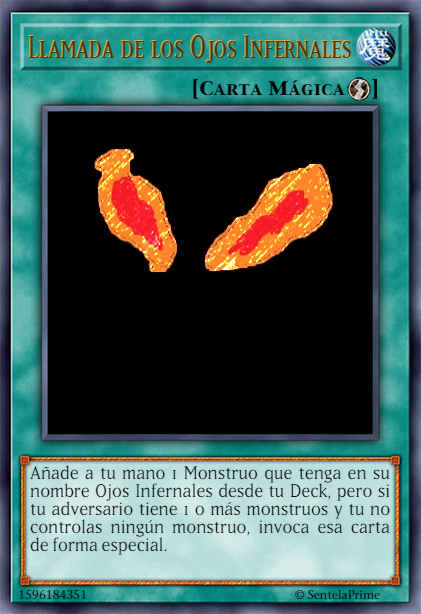 Llamada de los Ojos Infernales
魔
[Carta Mágica]
Añade a tu mano 1 Monstruo que tenga en su
nombre Ojos Infernales desde tu Deck, pero si
tu adversario tiene 1 o más monstruos y tu no
controlas ningún monstruo, invoca esa carta
de forma especial.
1596184351
© SentelaPrime